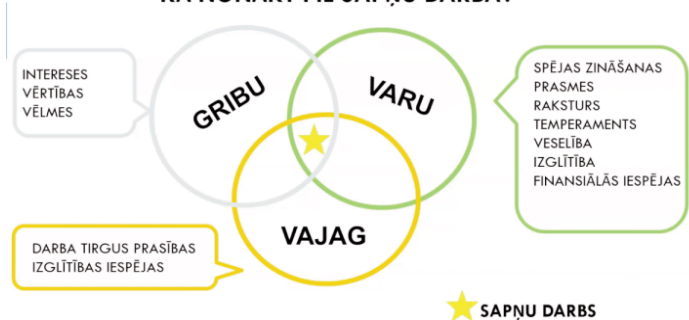 INTERESES
VĒRTĪBAS
VĒLMES
GRIBU
VARU
SPĒJAS ZINĀŠANAS
PRASMES
RAKSTURS
TEMPERAMENTS
VESELĪBA
IZGLĪTĪBA
FINANSIĀLĀS IESPĒJAS
VAJAG
DARBA TIRGUS PRASĪBAS
IZGLĪTĪBAS IESPĒJAS
SAPŅU DARBS